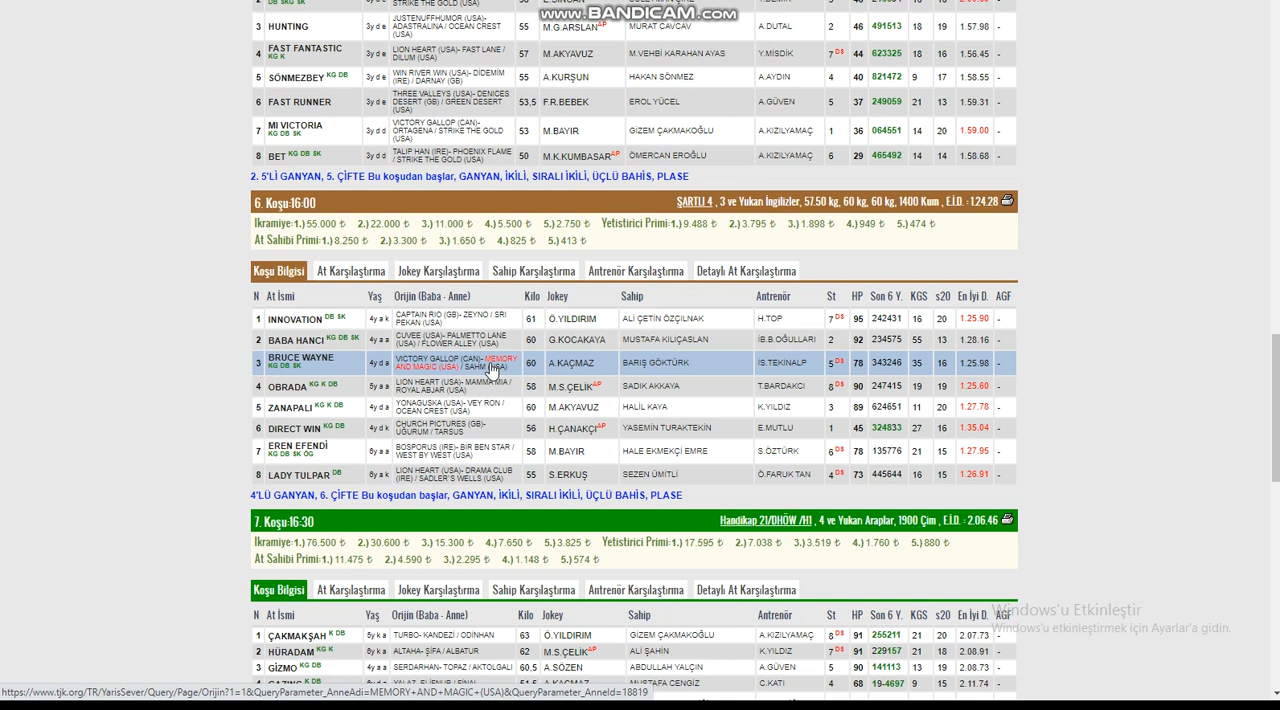 www.BANDICAM.com
2 DB SKG SK STRIKE THE GOLD (USA)
3 HUNTING 3y d e JUSTENUFFHUMOR (USA)- ADASTRALINA / OCEAN CREST (USA) 55 M.G.ARSLAN AP MURAT CAVCAV A.DUTAL 2 46 491513 18 19 1.57.98 -
4 FAST FANTASTIC KG K 3y d e LION HEART (USA)- FAST LANE / DILUM (USA) 57 M.AKYAVUZ M.VEHBİ KARAHAN AYAS Y.MİSDİK 7 DS 44 623325 18 16 1.56.45 -
5 SÖNMEZBEY KG DB 3y d e WIN RIVER WIN (USA)- DİDEMİM (IRE) / DARNAY (GB) 55 A.KURŞUN HAKAN SÖNMEZ A.AYDIN 4 40 821472 9 17 1.58.55 -
6 FAST RUNNER 3y d e THREE VALLEYS (USA)- DENICES DESERT (GB) / GREEN DESERT (USA) 53,5 F.R.BEBEK EROL YÜCEL A.GÜVEN 5 37 249059 21 13 1.59.31 -
7 MI VICTORIA KG DB SK 3y d d VICTORY GALLOP (CAN)- ORTAGENA / STRIKE THE GOLD (USA) 53 M.BAYIR GİZEM ÇAKMAKOĞLU A.KIZILYAMAÇ 1 36 064551 14 20 1.59.00 -
8 BET KG DB SK 3y d d TALIP HAN (IRE)- PHOENIX FLAME / STRIKE THE GOLD (USA) 50 M.K.KUMBASAR AP ÖMERCAN EROĞLU A.KIZILYAMAÇ 6 29 465492 14 14 1.58.68 -
2. 5'Lİ GANYAN, 5. ÇİFTE Bu koşudan başlar, GANYAN, İKİLİ, SIRALI İKİLİ, ÜÇLÜ BAHİS, PLASE
6. Koşu:16:00 ŞARTLI 4 , 3 ve Yukarı İngilizler, 57.50 kg, 60 kg, 60 kg, 1400 Kum , E.İ.D. : 1.24.28
İkramiye:1.) 55.000 ₺ 2.) 22.000 ₺ 3.) 11.000 ₺ 4.) 5.500 ₺ 5.) 2.750 ₺ Yetistirici Primi:1.) 9.488 ₺ 2.) 3.795 ₺ 3.) 1.898 ₺ 4.) 949 ₺ 5.) 474 ₺
At Sahibi Primi:1.) 8.250 ₺ 2.) 3.300 ₺ 3.) 1.650 ₺ 4.) 825 ₺ 5.) 413 ₺
Koşu Bilgisi At Karşılaştırma Jokey Karşılaştırma Sahip Karşılaştırma Antrenör Karşılaştırma Detaylı At Karşılaştırma
N At İsmi Yaş Orijin (Baba - Anne) Kilo Jokey Sahip Antrenör St HP Son 6 Y. KGS s20 En İyi D. AGF
1 INNOVATION DB SK 4y a k CAPTAIN RIO (GB)- ZEYNO / SRI PEKAN (USA) 61 Ö.YILDIRIM ALİ ÇETİN ÖZÇILNAK H.TOP 7 DS 95 242431 16 20 1.25.90 -
2 BABA HANCI KG DB SK 4y a a CUVEE (USA)- PALMETTO LANE (USA) / FLOWER ALLEY (USA) 60 G.KOCAKAYA MUSTAFA KILIÇASLAN İB.B.OĞULLARI 2 92 234575 55 13 1.28.16 -
3 BRUCE WAYNE KG DB SK 4y d a VICTORY GALLOP (CAN)- MEMORY AND MAGIC (USA) / SAHM (USA) 60 A.KAÇMAZ BARIŞ GÖKTÜRK İS.TEKİNALP 5 DS 78 343246 35 16 1.25.98 -
4 OBRADA KG K DB 5y a a LION HEART (USA)- MAMMA MIA / ROYAL ABJAR (USA) 58 M.S.ÇELİK AP SADIK AKKAYA T.BARDAKCI 8 DS 90 247415 19 19 1.25.60 -
5 ZANAPALI KG K DB 4y d a YONAGUSKA (USA)- VEY RON / OCEAN CREST (USA) 60 M.AKYAVUZ HALİL KAYA K.YILDIZ 3 89 624651 11 20 1.27.78 -
6 DIRECT WIN KG DB 4y d k CHURCH PICTURES (GB)- UĞURUM / TARSUS 56 H.ÇANAKÇI AP YASEMİN TURAKTEKİN E.MUTLU 1 45 324833 27 16 1.35.04 -
7 EREN EFENDİ KG DB SK ÖG 8y a a BOSPORUS (IRE)- BİR BEN STAR / WEST BY WEST (USA) 58 M.BAYIR HALE EKMEKÇİ EMRE S.ÖZTÜRK 6 DS 78 135776 21 15 1.27.95 -
8 LADY TULPAR DB 6y a k LION HEART (USA)- DRAMA CLUB (IRE) / SADLER'S WELLS (USA) 55 S.ERKUŞ SEZEN ÜMİTLİ Ö.FARUK TAN 4 DS 73 445644 16 15 1.26.91 -
4'LÜ GANYAN, 6. ÇİFTE Bu koşudan başlar, GANYAN, İKİLİ, SIRALI İKİLİ, ÜÇLÜ BAHİS, PLASE
7. Koşu:16:30 Handikap 21/DHÖW /H1 , 4 ve Yukarı Araplar, 1900 Çim , E.İ.D. : 2.06.46
İkramiye:1.) 76.500 ₺ 2.) 30.600 ₺ 3.) 15.300 ₺ 4.) 7.650 ₺ 5.) 3.825 ₺ Yetistirici Primi:1.) 17.595 ₺ 2.) 7.038 ₺ 3.) 3.519 ₺ 4.) 1.760 ₺ 5.) 880 ₺
At Sahibi Primi:1.) 11.475 ₺ 2.) 4.590 ₺ 3.) 2.295 ₺ 4.) 1.148 ₺ 5.) 574 ₺
Koşu Bilgisi At Karşılaştırma Jokey Karşılaştırma Sahip Karşılaştırma Antrenör Karşılaştırma Detaylı At Karşılaştırma
N At İsmi Yaş Orijin (Baba - Anne) Kilo Jokey Sahip Antrenör St HP Son 6 Y. KGS s20 En İyi D. AGF
Windows'u Etkinleştir
Windows'u etkinleştirmek için Ayarlar'a gidin.
1 ÇAKMAKŞAH K DB 5y k a TURBO- KANDEZİ / ODİNHAN 63 Ö.YILDIRIM GİZEM ÇAKMAKOĞLU A.KIZILYAMAÇ 8 DS 91 255211 21 20 2.07.73 -
2 HÜRADAM KG K 5y k a ALTAHA- ŞİFA / ALBATUR 62 M.S.ÇELİK AP ALİ ŞAHİN K.YILDIZ 7 DS 91 229157 21 18 2.08.91 -
3 GİZMO KG DB 4y a a SERDARHAN- TOPAZ / AKTOLGALI 60,5 A.SÖZEN ABDULLAH YALÇIN A.GÜVEN 5 90 141113 13 19 2.08.73 -
MUSTAFA CENGİZ C.KATI 4 68 19-4697 9 15 2.11.74 -
https://www.tjk.org/TR/YarisSever/Query/Page/Orijin?1=1&QueryParameter_AnneAdi=MEMORY+AND+MAGIC+(USA)&QueryParameter_AnneId=18819